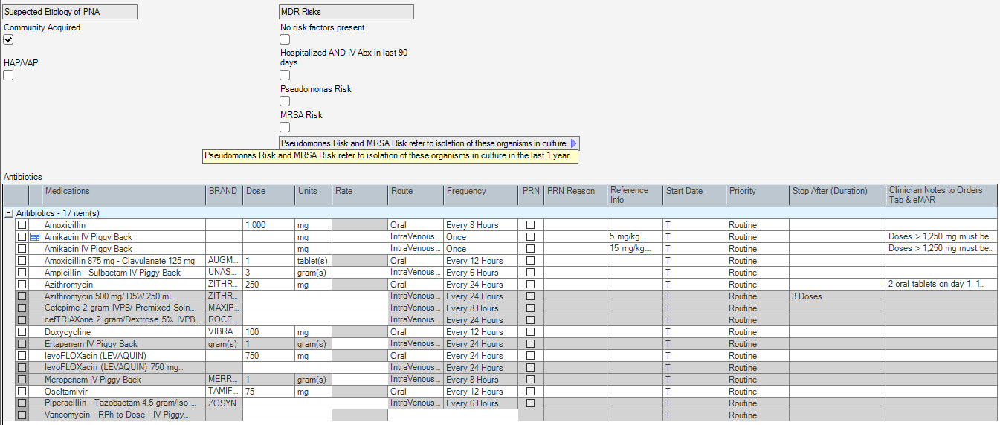 Suspected Etiology of PNA
MDR Risks
Community Acquired
No risk factors present
Hospitalized AND IV Abx in last 90
days
HAP/VAP
Pseudomonas Risk
MRSA Risk
Pseudomonas Risk and MRSA Risk refer to isolation of these organisms in culture
Pseudomonas Risk and MRSA Risk refer to isolation of these organisms in culture in the last 1 year.
Antibiotics
Medications BRAND Dose Units Rate Route Frequency PRN PRN Reason Reference Info Start Date Priority Stop After (Duration) Clinician Notes to Orders Tab & eMAR
Antibiotics - 17 item(s)
Amoxicillin 1,000 mg Oral Every 8 Hours T Routine
Amikacin IV Piggy Back mg IntraVenous... Once 5 mg/kg.... T Routine Doses > 1,250 mg must be...
Amikacin IV Piggy Back mg IntraVenous... Once 15 mg/kg.... T Routine Doses > 1,250 mg must be...
Amoxicillin 875 mg - Clavulanate 125 mg AUGM... 1 tablet(s) Oral Every 12 Hours T Routine
Ampicillin - Sulbactam IV Piggy Back UNAS... 3 gram(s) IntraVenous... Every 6 Hours T Routine
Azithromycin ZITHR... 250 mg Oral Every 24 Hours T Routine 2 oral tablets on day 1, 1...
Azithromycin 500 mg/ D5W 250 mL ZITHR... IntraVenous... Every 24 Hours T Routine 3 Doses
Cefepime 2 gram IVPB/ Premixed Soln... MAXIP... IntraVenous... Every 8 Hours T Routine
cefTRIAXone 2 gram/Dextrose 5% IVPB... ROCE... IntraVenous... Every 24 Hours T Routine
Doxycycline VIBRA... 100 mg Oral Every 12 Hours T Routine
Ertapenem IV Piggy Back gram(s) 1 gram(s) IntraVenous... Every 24 Hours T Routine
levoFLOXacin (LEVAQUIN) 750 mg Oral Every 24 Hours T Routine
levoFLOXacin (LEVAQUIN) 750 mg... IntraVenous... Every 24 Hours T Routine
Meropenem IV Piggy Back MERR... 1 gram(s) IntraVenous... Every 8 Hours T Routine
Oseltamivir TAMIF... 75 mg Oral Every 12 Hours T Routine
Piperacillin - Tazobactam 4.5 gram/Iso-... ZOSYN IntraVenous... Every 6 Hours T Routine
Vancomycin - RPh to Dose - IV Piggy... T Routine